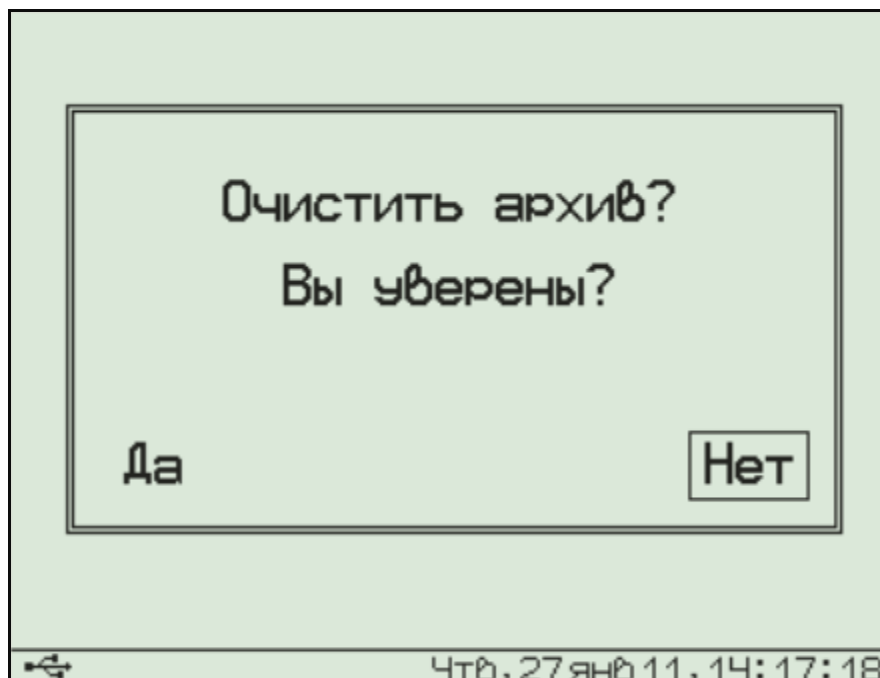 Очистить архив?
Вы уверены?
Да Нет
Чтв,27янв11,14:17:18